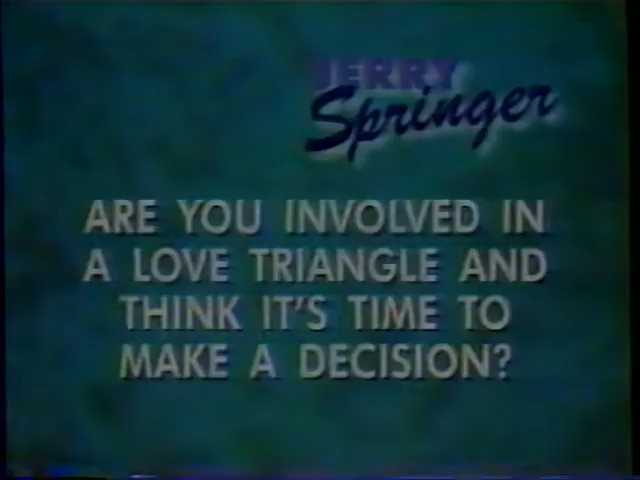 JERRY
Springer
ARE YOU INVOLVED IN
A LOVE TRIANGLE AND
THINK IT'S TIME TO
MAKE A DECISION?